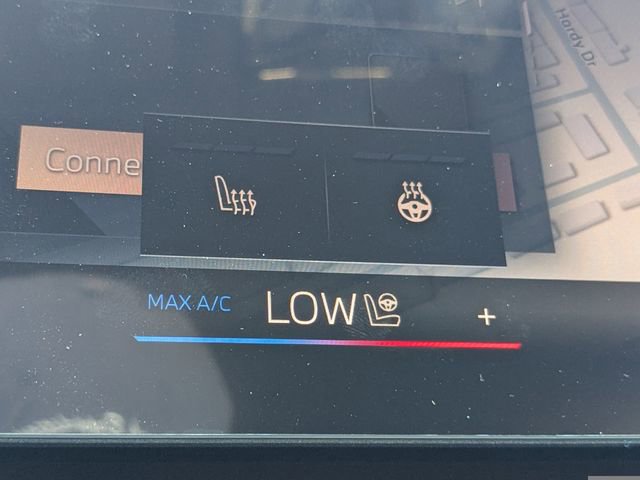 Hardy Dr
Conne
MAX A/C LOW +